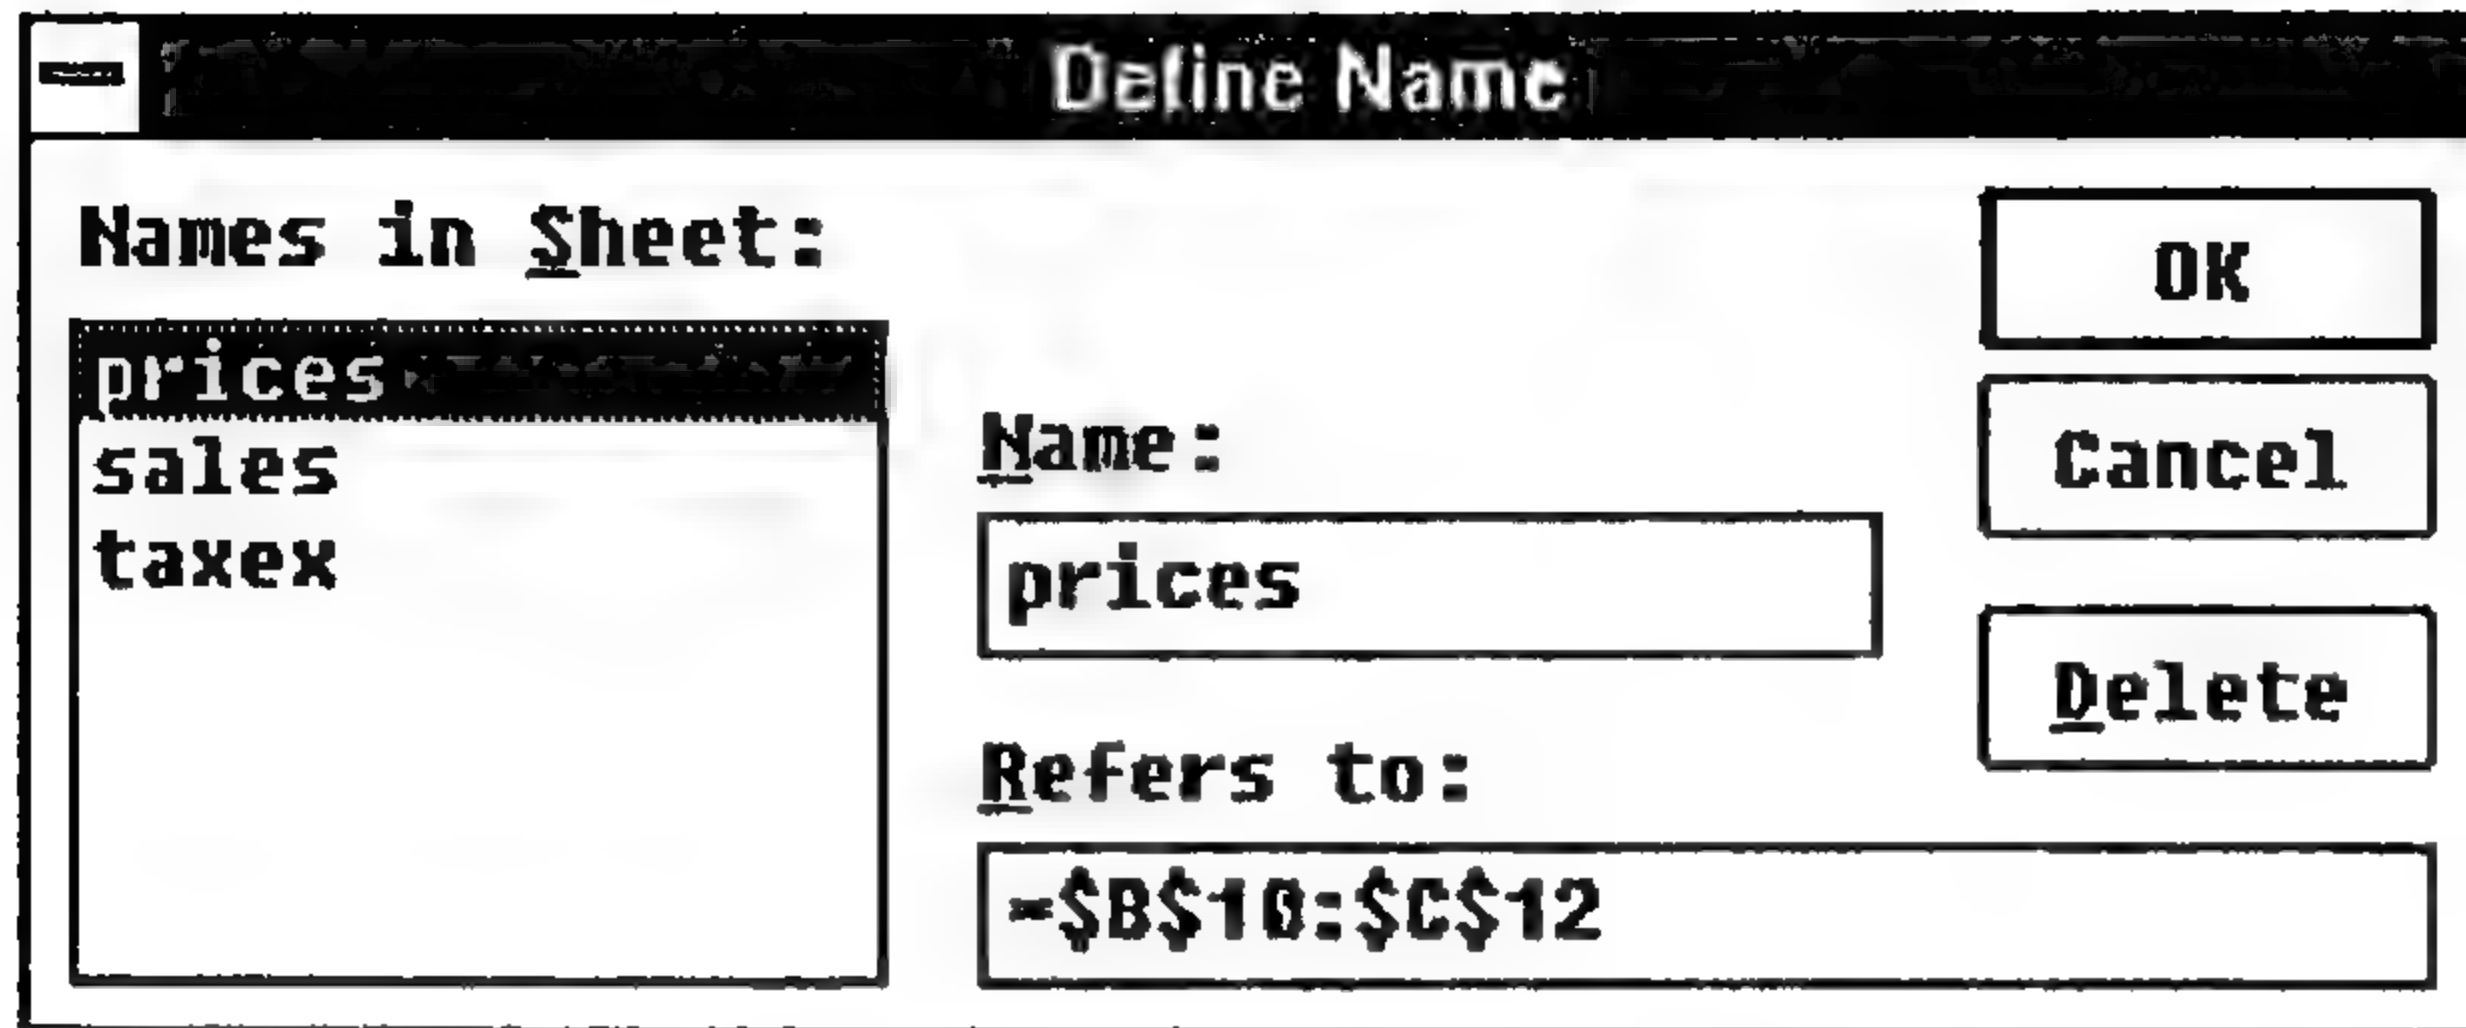 Define Name
Names in Sheet:
prices
sales
taxex
Name:
prices
Refers to:
=$B$10:$C$12
OK
Cancel
Delete